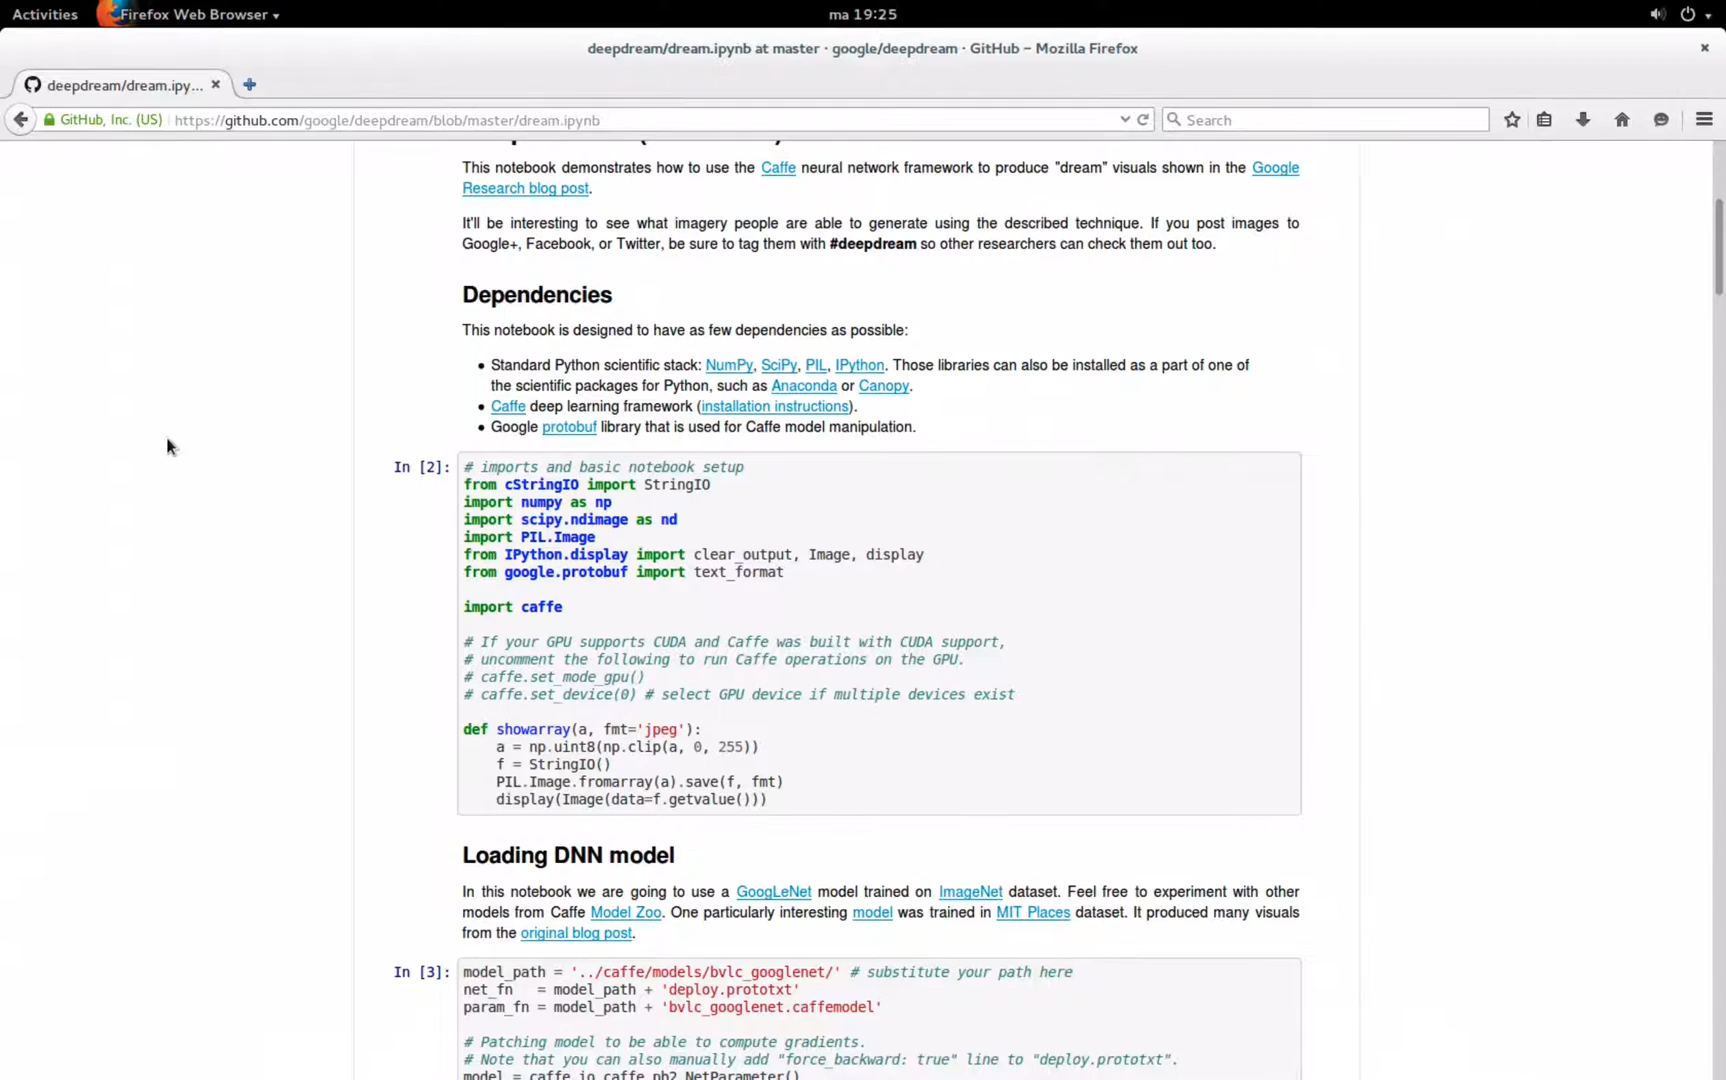 Activities Firefox Web Browser ma 19:25
deepdream/dream.ipynb at master · google/deepdream · GitHub – Mozilla Firefox
deepdream/dream.ipy...
GitHub, Inc. (US) https://github.com/google/deepdream/blob/master/dream.ipynb Search
This notebook demonstrates how to use the Caffe neural network framework to produce "dream" visuals shown in the Google
Research blog post.
It'll be interesting to see what imagery people are able to generate using the described technique. If you post images to
Google+, Facebook, or Twitter, be sure to tag them with #deepdream so other researchers can check them out too.
Dependencies
This notebook is designed to have as few dependencies as possible:
• Standard Python scientific stack: NumPy, SciPy, PIL, IPython. Those libraries can also be installed as a part of one of
the scientific packages for Python, such as Anaconda or Canopy.
• Caffe deep learning framework (installation instructions).
• Google protobuf library that is used for Caffe model manipulation.
In [2]: # imports and basic notebook setup
from cStringIO import StringIO
import numpy as np
import scipy.ndimage as nd
import PIL.Image
from IPython.display import clear_output, Image, display
from google.protobuf import text_format
import caffe
# If your GPU supports CUDA and Caffe was built with CUDA support,
# uncomment the following to run Caffe operations on the GPU.
# caffe.set_mode_gpu()
# caffe.set_device(0) # select GPU device if multiple devices exist
def showarray(a, fmt='jpeg'):
a = np.uint8(np.clip(a, 0, 255))
f = StringIO()
PIL.Image.fromarray(a).save(f, fmt)
display(Image(data=f.getvalue()))
Loading DNN model
In this notebook we are going to use a GoogLeNet model trained on ImageNet dataset. Feel free to experiment with other
models from Caffe Model Zoo. One particularly interesting model was trained in MIT Places dataset. It produced many visuals
from the original blog post.
In [3]: model_path = '../caffe/models/bvlc_googlenet/' # substitute your path here
net_fn = model_path + 'deploy.prototxt'
param_fn = model_path + 'bvlc_googlenet.caffemodel'
# Patching model to be able to compute gradients.
# Note that you can also manually add "force_backward: true" line to "deploy.prototxt".
model = caffe.io.caffe_pb2.NetParameter()